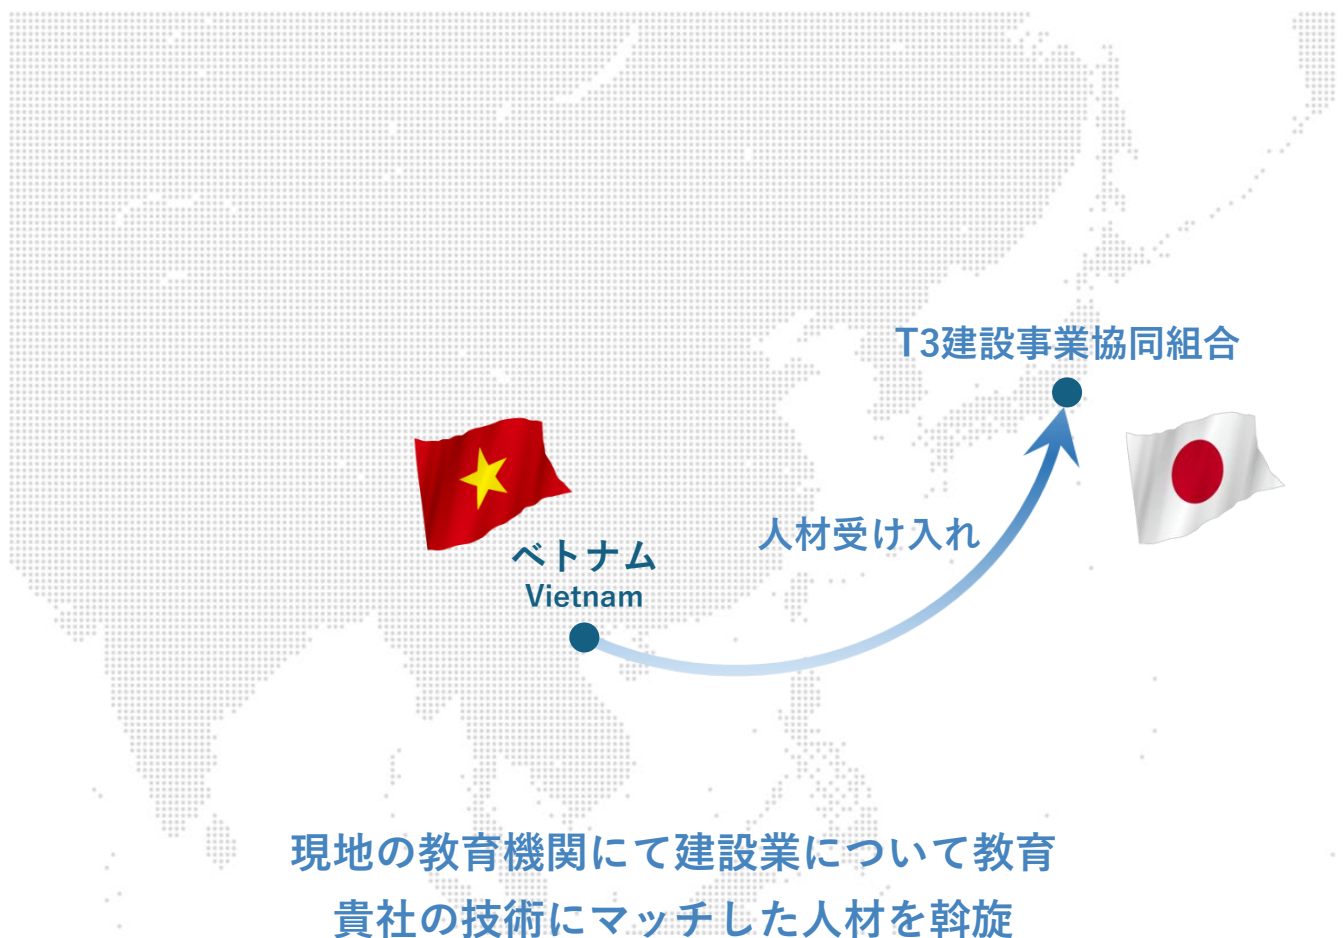 T3建設事業協同組合
人材受け入れ
ベトナム
Vietnam
現地の教育機関にて建設業について教育
貴社の技術にマッチした人材を斡旋